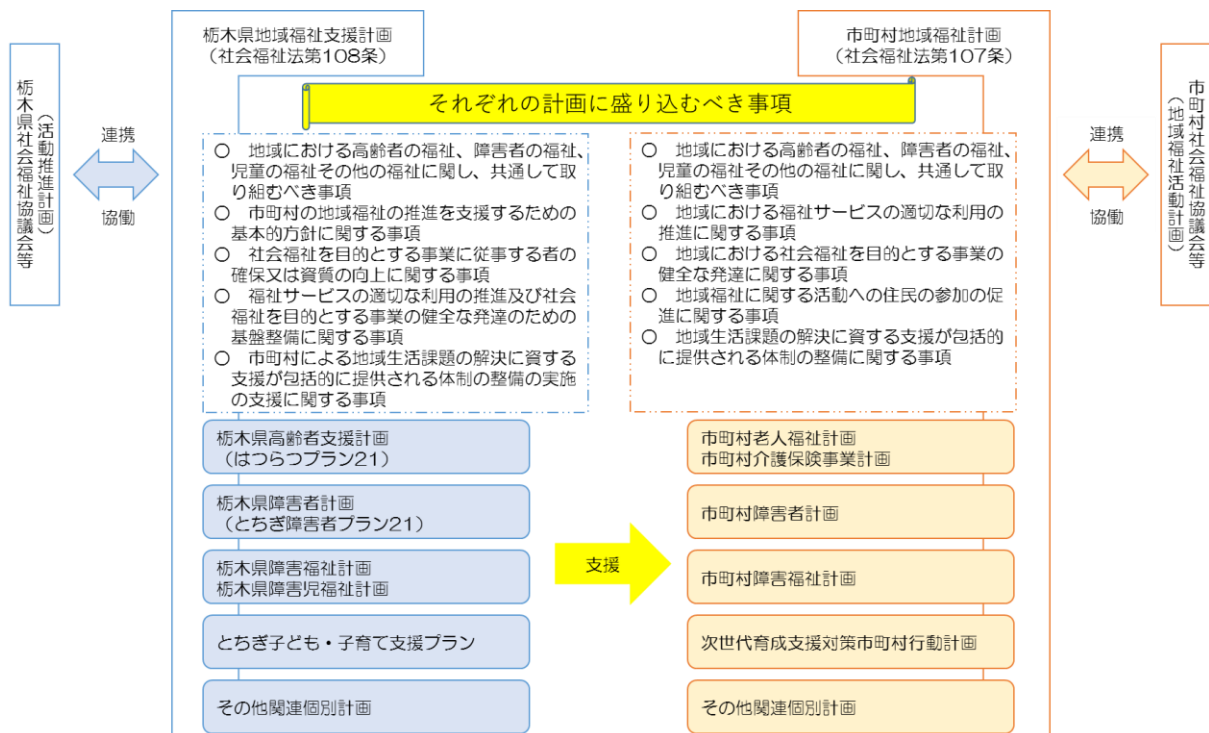 栃木県地域福祉支援計画
（社会福祉法第108条）
市町村地域福祉計画
（社会福祉法第107条）
それぞれの計画に盛り込むべき事項
栃木県社会福祉協議会等
（活動推進計画）
連携
協働
○　地域における高齢者の福祉、障害者の福祉、
児童の福祉その他の福祉に関し、共通して取
り組むべき事項
○　市町村の地域福祉の推進を支援するための
基本的方針に関する事項
○　社会福祉を目的とする事業に従事する者の
確保又は資質の向上に関する事項
○　福祉サービスの適切な利用の推進及び社会
福祉を目的とする事業の健全な発達のための
基盤整備に関する事項
○　市町村による地域生活課題の解決に資する
支援が包括的に提供される体制の整備の実施
の支援に関する事項
○　地域における高齢者の福祉、障害者の福祉、
児童の福祉その他の福祉に関し、共通して取
り組むべき事項
○　地域における福祉サービスの適切な利用の
推進に関する事項
○　地域における社会福祉を目的とする事業の
健全な発達に関する事項
○　地域福祉に関する活動への住民の参加の促
進に関する事項
○　地域生活課題の解決に資する支援が包括的
に提供される体制の整備に関する事項
連携
協働
市町村社会福祉協議会等
（地域福祉活動計画）
栃木県高齢者支援計画
（はつらつプラン21）
栃木県障害者計画
（とちぎ障害者プラン21）
栃木県障害福祉計画
栃木県障害児福祉計画
とちぎ子ども・子育て支援プラン
その他関連個別計画
支援
市町村老人福祉計画
市町村介護保険事業計画
市町村障害者計画
市町村障害福祉計画
次世代育成支援対策市町村行動計画
その他関連個別計画